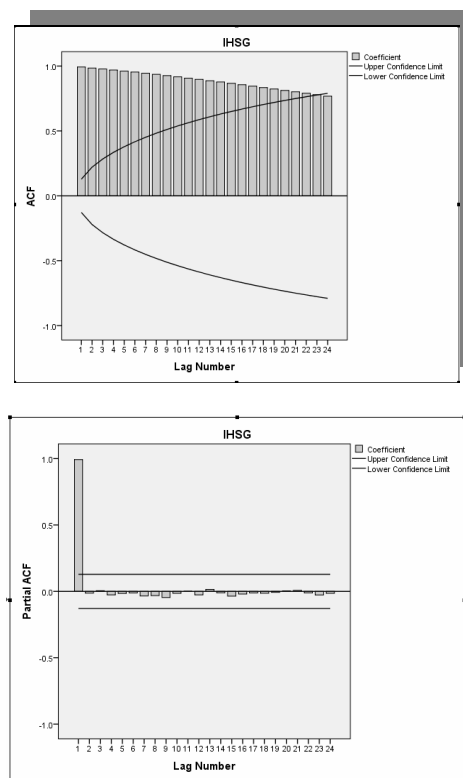 IHSG
Coefficient
Upper Confidence Limit
Lower Confidence Limit
1.0
0.5
0.0
-0.5
-1.0
ACF
1 2 3 4 5 6 7 8 9 10 11 12 13 14 15 16 17 18 19 20 21 22 23 24
Lag Number
IHSG
Coefficient
Upper Confidence Limit
Lower Confidence Limit
1.0
0.5
0.0
-0.5
-1.0
Partial ACF
1 2 3 4 5 6 7 8 9 10 11 12 13 14 15 16 17 18 19 20 21 22 23 24
Lag Number